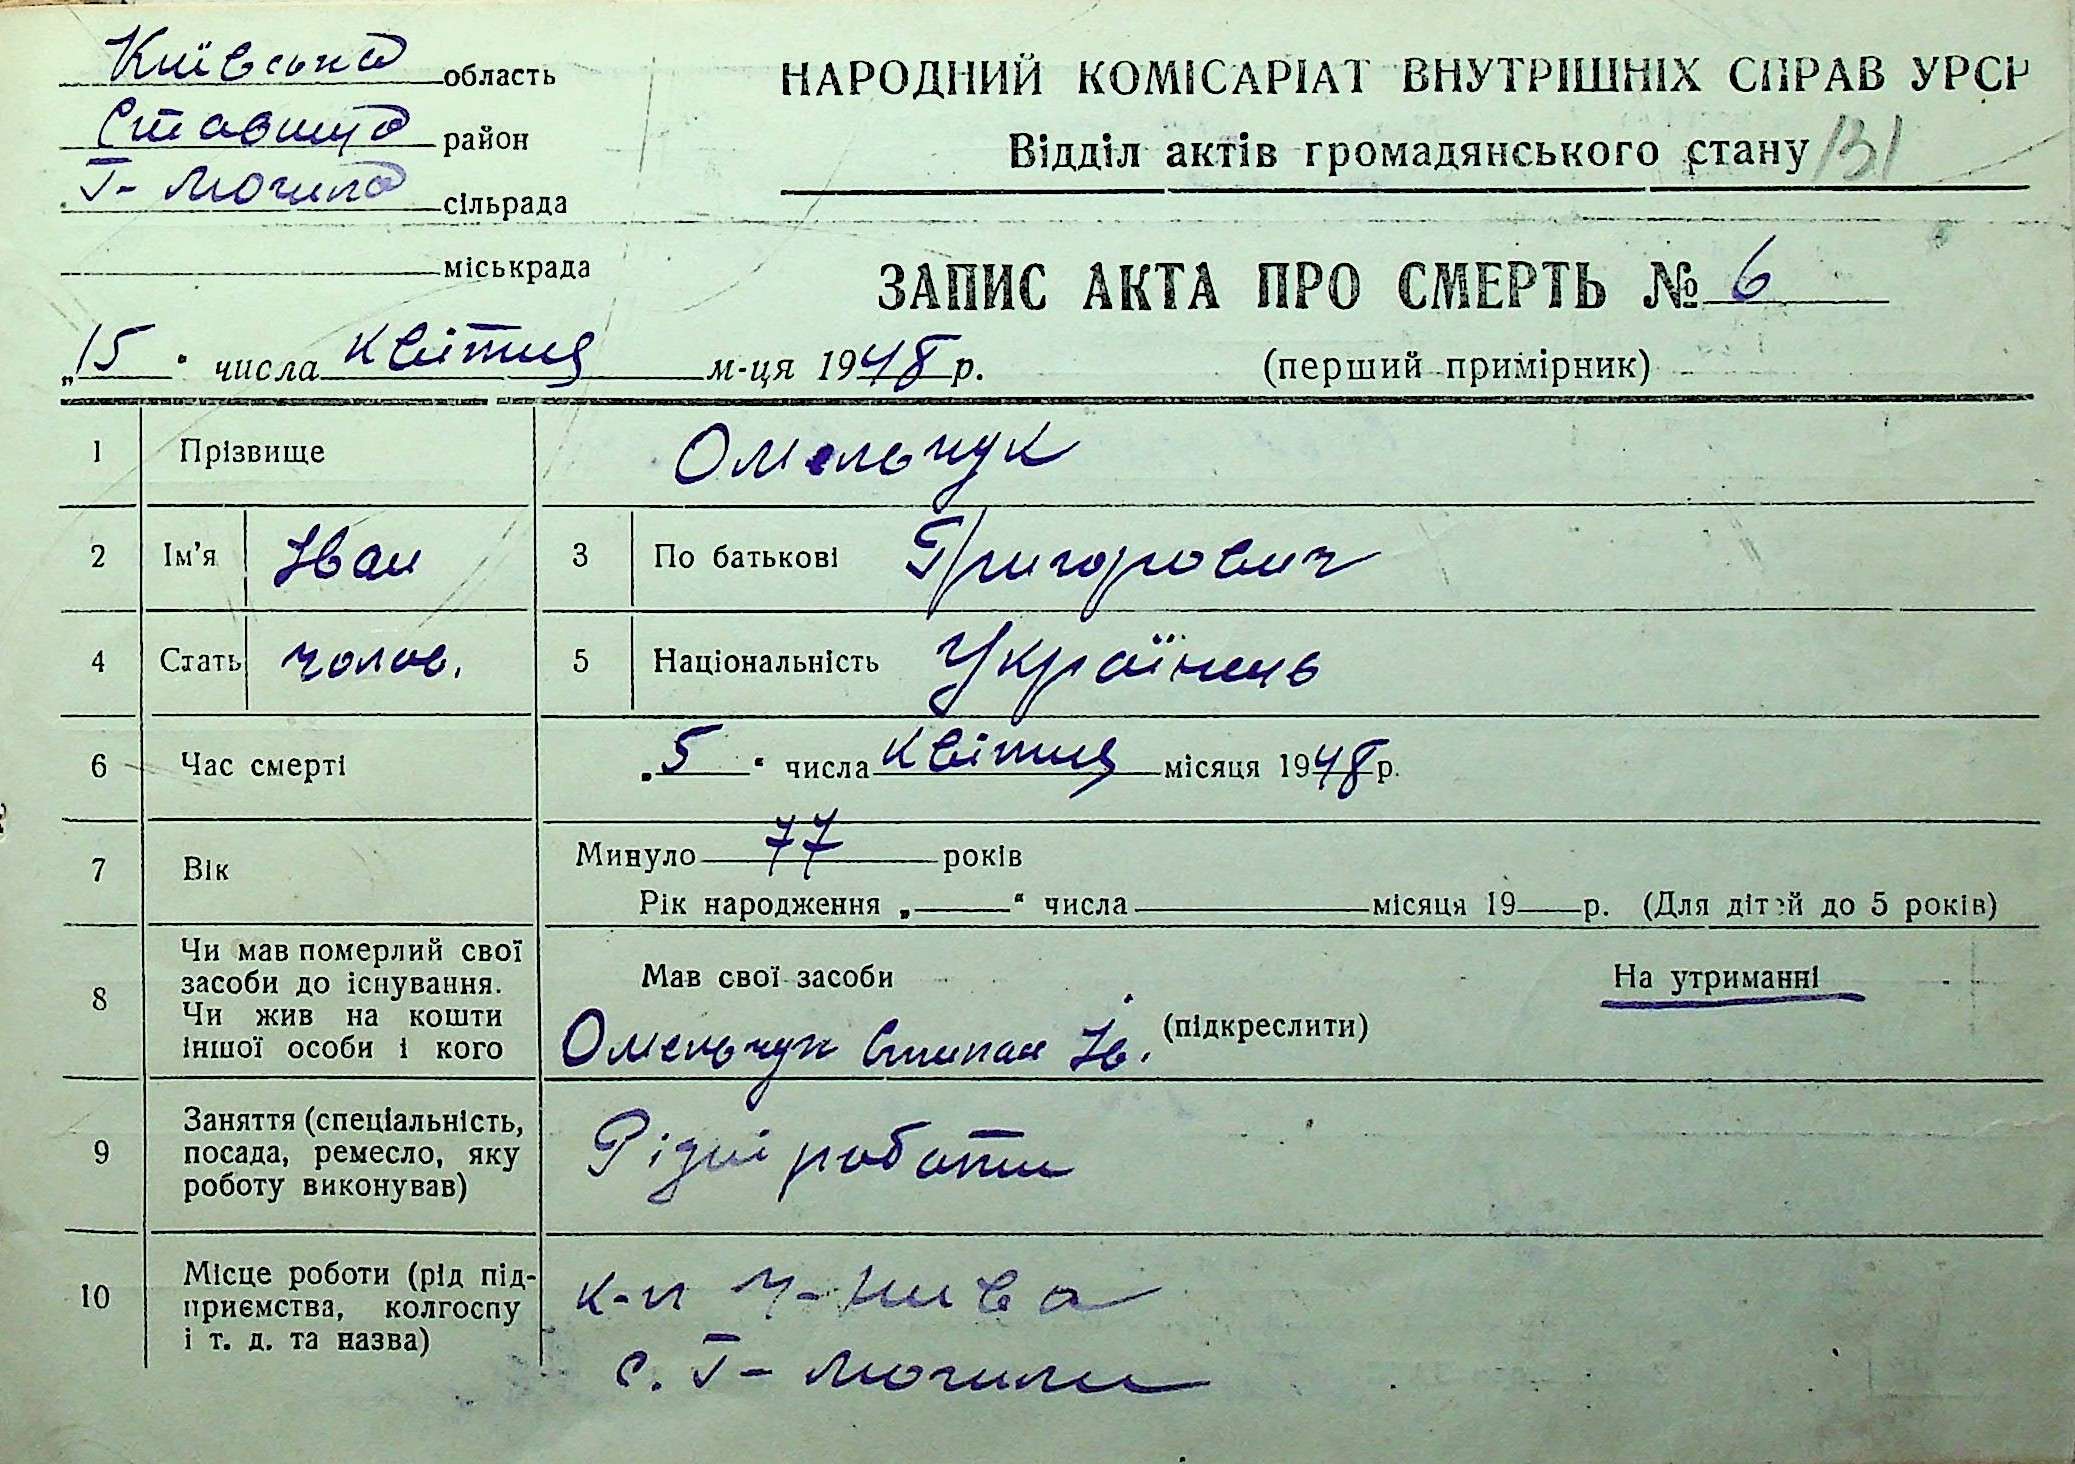 Київська область
НАРОДНИЙ КОМІСАРІАТ ВНУТРІШНІХ СПРАВ УРСР
Ставища район
Відділ актів громадянського стану 131
Г-Могила сільрада
міськрада
ЗАПИС АКТА ПРО СМЕРТЬ № 6
„15“ числа квітня м-ця 1948 р.
(перший примірник)
1 Прізвище Омельчук
2 Ім'я Іван 3 По батькові Григорович
4 Стать чолов. 5 Національність Українець
6 Час смерті „5“ числа квітня місяця 1948 р.
7 Вік Минуло 77 років
Рік народження „ “ числа місяця 19 р. (Для дітей до 5 років)
8 Чи мав померлий свої засоби до існування. Чи жив на кошти іншої особи і кого
Мав свої засоби На утриманні
(підкреслити)
Омельчук Степан Ів.
9 Заняття (спеціальність, посада, ремесло, яку роботу виконував)
Різні роботи
10 Місце роботи (рід підприємства, колгоспу і т. д. та назва)
к-п Ч-Нива
с. Г-Могили